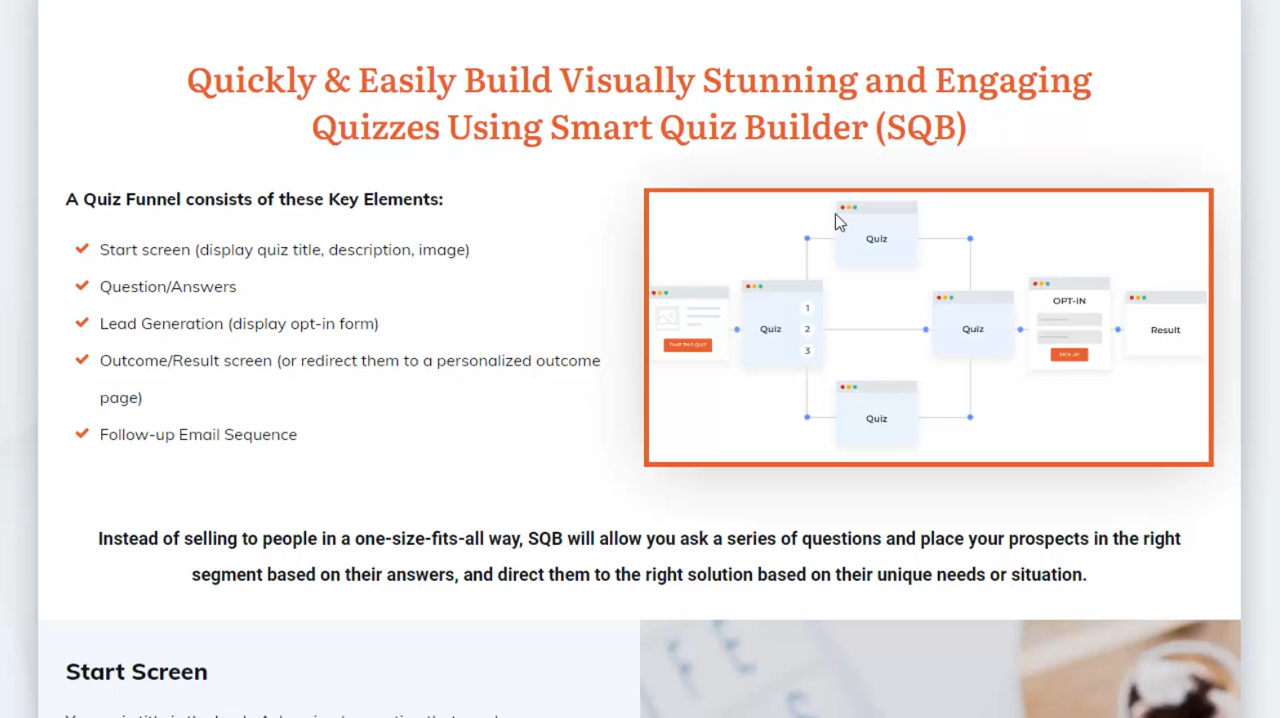 Quickly & Easily Build Visually Stunning and Engaging
Quizzes Using Smart Quiz Builder (SQB)
A Quiz Funnel consists of these Key Elements:
Start screen (display quiz title, description, image)
Question/Answers
Lead Generation (display opt-in form)
Outcome/Result screen (or redirect them to a personalized outcome
page)
Follow-up Email Sequence
Quiz
Quiz
1
2
3
Quiz
Quiz
OPT-IN
SIGN UP
Result
Instead of selling to people in a one-size-fits-all way, SQB will allow you ask a series of questions and place your prospects in the right
segment based on their answers, and direct them to the right solution based on their unique needs or situation.
Start Screen